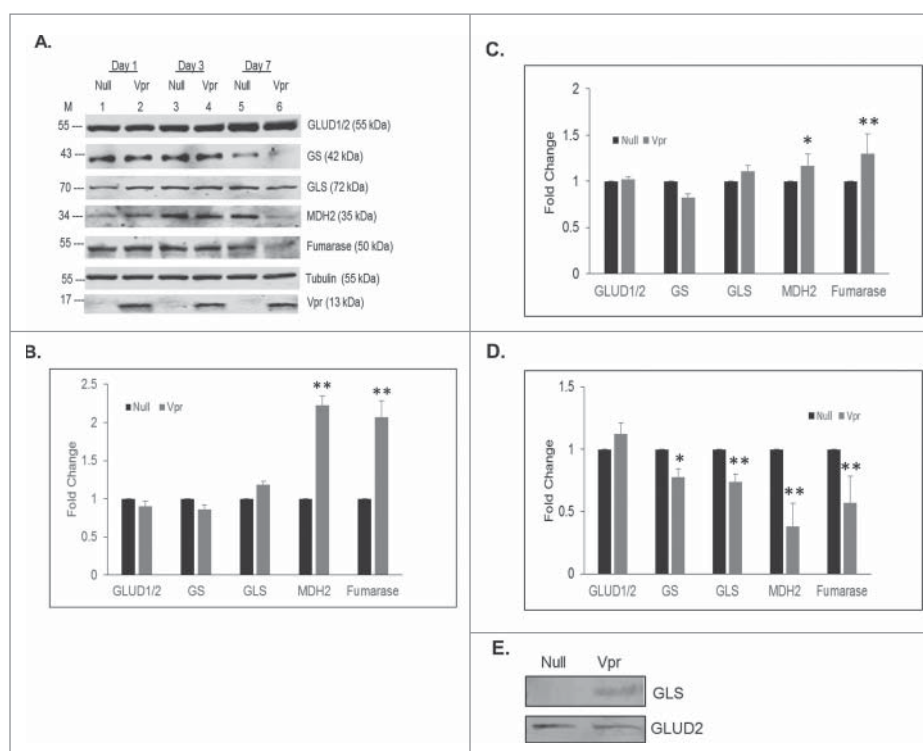 A.
Day 1 Day 3 Day 7
Null Vpr Null Vpr Null Vpr
M 1 2 3 4 5 6
55 --- GLUD1/2 (55 kDa)
43 --- GS (42 kDa)
70 --- GLS (72 kDa)
34 --- MDH2 (35 kDa)
55 --- Fumarase (50 kDa)
55 --- Tubulin (55 kDa)
17 --- Vpr (13 kDa)
B.
2.5
2
1.5
1
0.5
0
Fold Change
Null Vpr
** **
GLUD1/2 GS GLS MDH2 Fumarase
C.
2
1.5
1
0.5
0
Fold Change
Null Vpr
* **
GLUD1/2 GS GLS MDH2 Fumarase
D.
1.5
1
0.5
0
Fold Change
Null Vpr
* ** ** **
GLUD1/2 GS GLS MDH2 Fumarase
E.
Null Vpr
GLS
GLUD2